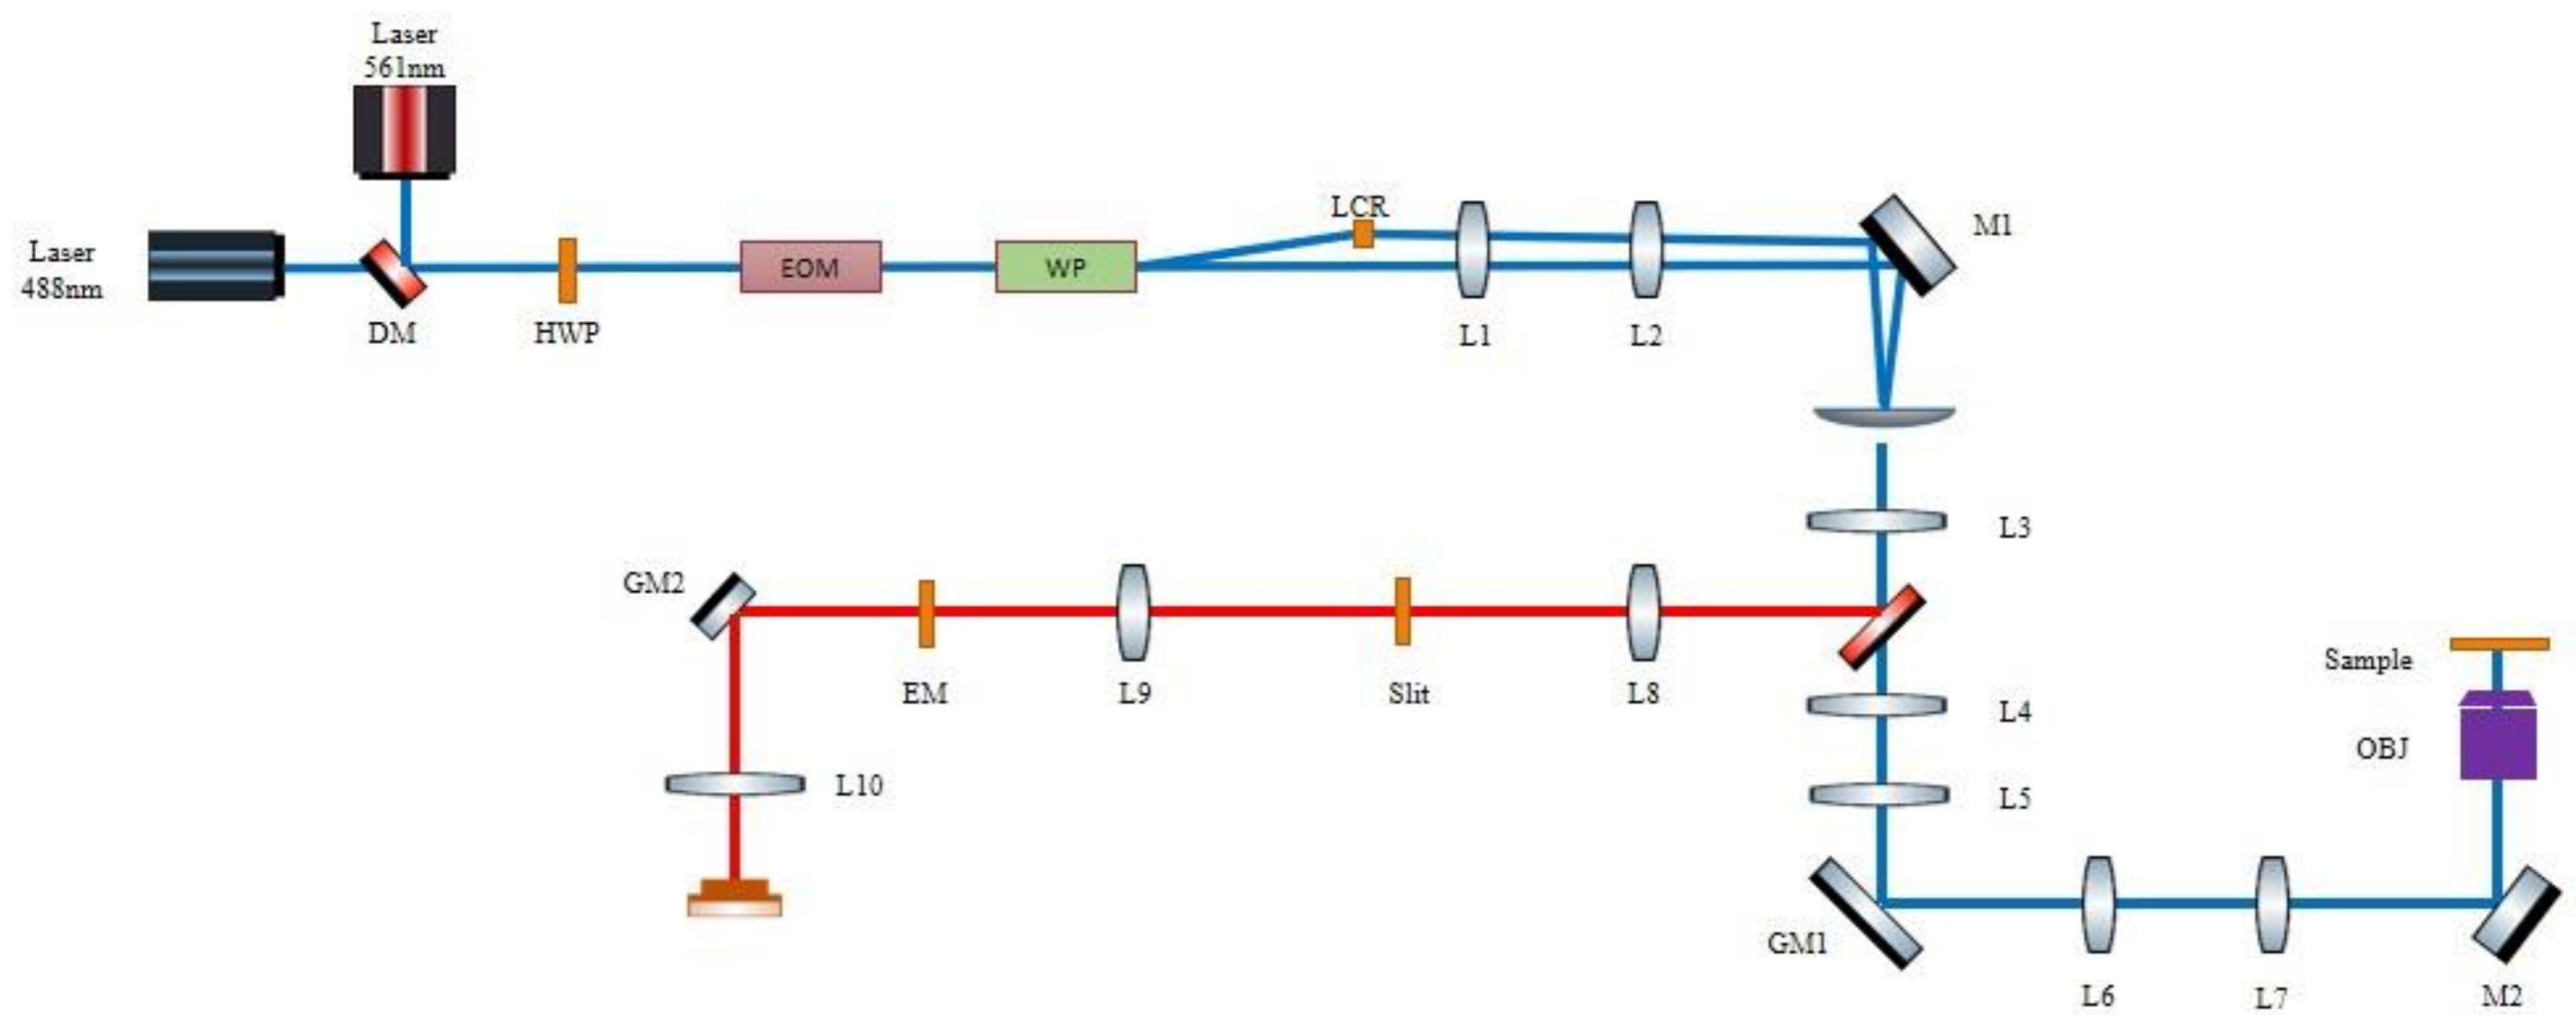 Laser
561nm
Laser
488nm
DM
HWP
EOM
WP
LCR
L1
L2
M1
L3
GM2
EM
L9
Slit
L8
L4
Sample
OBJ
L10
L5
GM1
L6
L7
M2